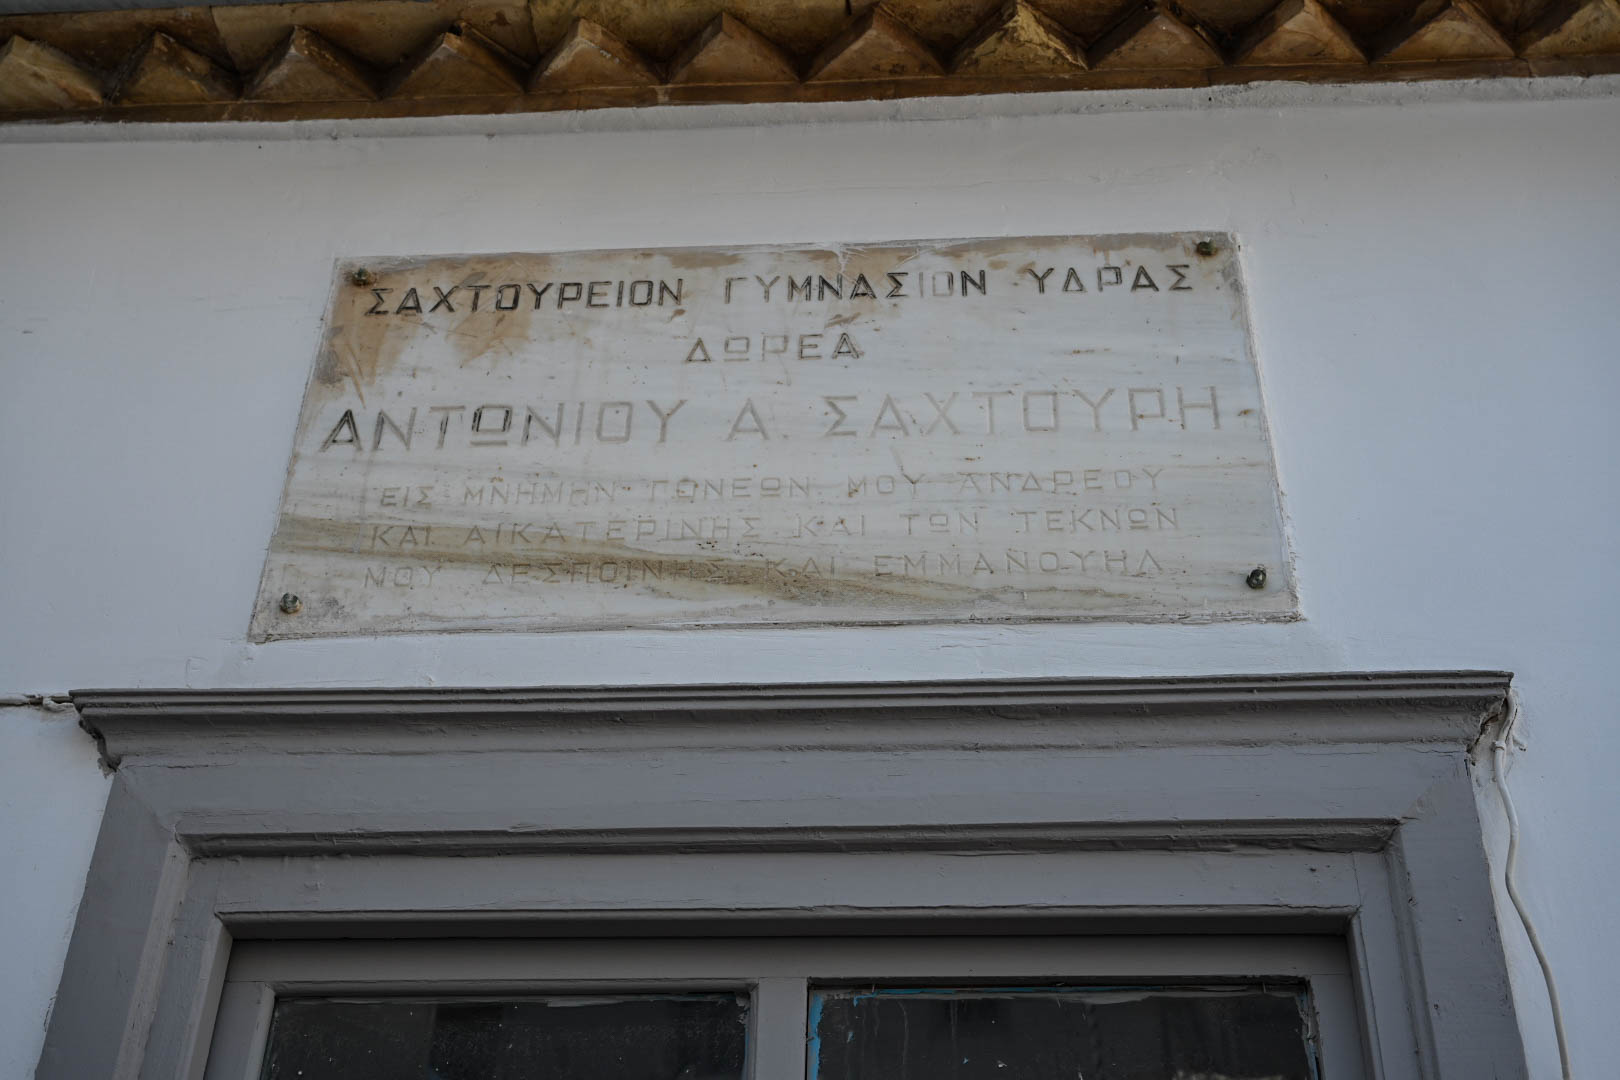 ΣΑΧΤΟΥΡΕΙΟΝ ΓΥΜΝΑΣΙΟΝ ΥΔΡΑΣ
ΔΩΡΕΑ
ΑΝΤΩΝΙΟΥ Α. ΣΑΧΤΟΥΡΗ
ΕΙΣ ΜΝΗΜΗΝ ΓΟΝΕΩΝ ΜΟΥ ΑΝΔΡΕΟΥ
ΚΑΙ ΑΙΚΑΤΕΡΙΝΗΣ ΚΑΙ ΤΩΝ ΤΕΚΝΩΝ
ΜΟΥ ΔΕΣΠΟΙΝΗΣ ΚΑΙ ΕΜΜΑΝΟΥΗΛ